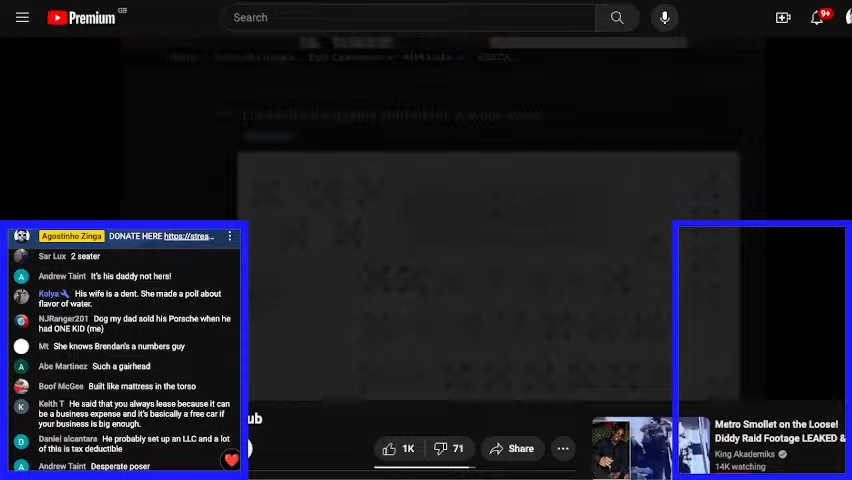 Premium GB
Search
9+
Agostinho Zinga DONATE HERE https://strea...
Sar Lux 2 seater
Andrew Taint It's his daddy not hers!
Kolya His wife is a dent. She made a poll about
flavor of water.
NJRanger201 Dog my dad sold his Porsche when he
had ONE KID (me)
Mt She knows Brendan's a numbers guy
Abe Martinez Such a gairhead
Boof McGee Built like mattress in the torso
Keith T He said that you always lease because it can
be a business expense and it's basically a free car if
your business is big enough.
Daniel alcantara He probably set up an LLC and a lot
of this is tax deductible
Andrew Taint Desperate poser
ub
1K
71
Share
Metro Smollet on the Loose!
Diddy Raid Footage LEAKED &
King Akademiks
14K watching